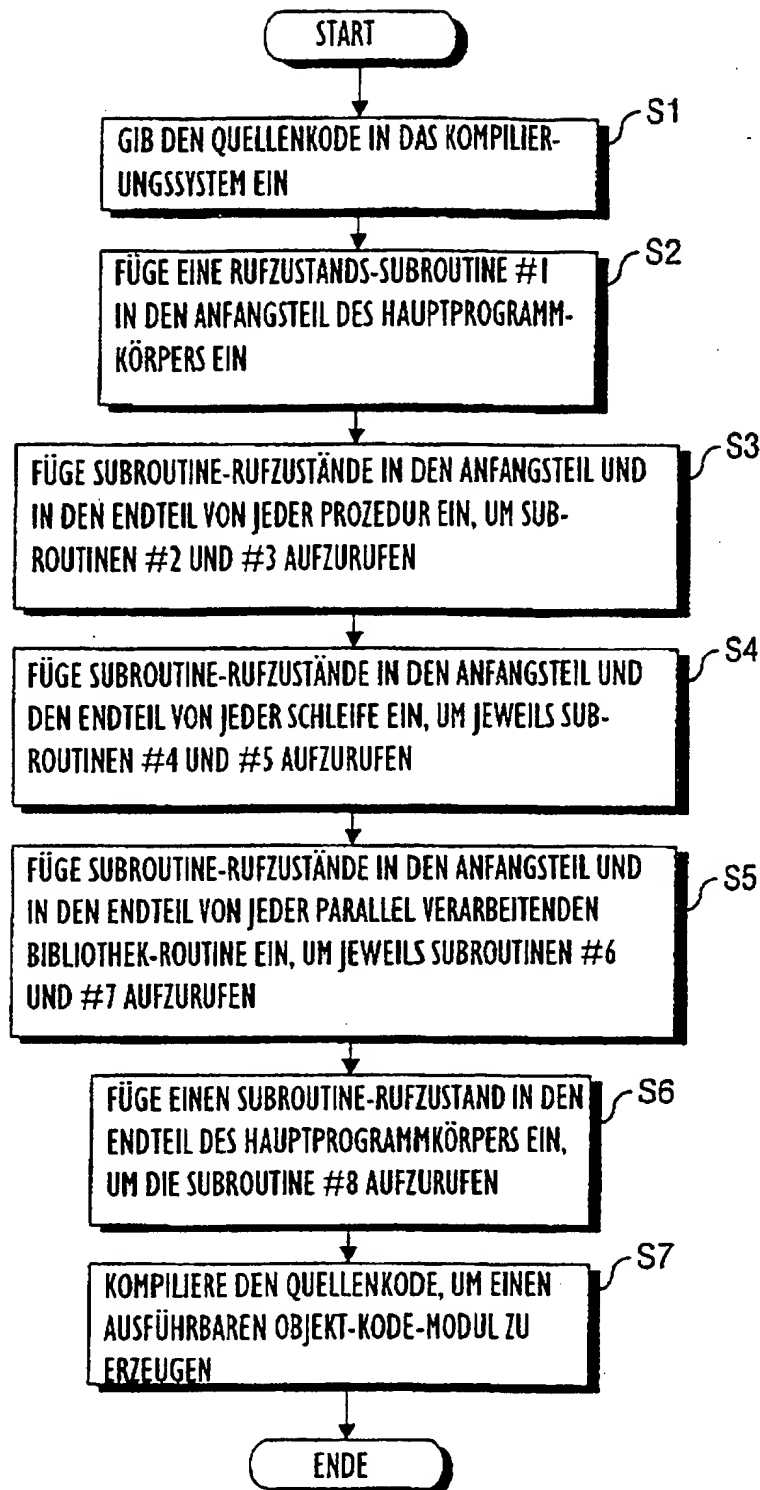 START
S1
GIB DEN QUELLENKODE IN DAS KOMPILIER-
UNGSSYSTEM EIN
S2
FÜGE EINE RUFZUSTANDS-SUBROUTINE #1
IN DEN ANFANGSTEIL DES HAUPTPROGRAMM-
KÖRPERS EIN
S3
FÜGE SUBROUTINE-RUFZUSTÄNDE IN DEN ANFANGSTEIL UND
IN DEN ENDTEIL VON JEDER PROZEDUR EIN, UM SUB-
ROUTINEN #2 UND #3 AUFZURUFEN
S4
FÜGE SUBROUTINE-RUFZUSTÄNDE IN DEN ANFANGSTEIL UND
DEN ENDTEIL VON JEDER SCHLEIFE EIN, UM JEWEILS SUB-
ROUTINEN #4 UND #5 AUFZURUFEN
S5
FÜGE SUBROUTINE-RUFZUSTÄNDE IN DEN ANFANGSTEIL UND
IN DEN ENDTEIL VON JEDER PARALLEL VERARBEITENDEN
BIBLIOTHEK-ROUTINE EIN, UM JEWEILS SUBROUTINEN #6
UND #7 AUFZURUFEN
S6
FÜGE EINEN SUBROUTINE-RUFZUSTAND IN DEN
ENDTEIL DES HAUPTPROGRAMMKÖRPERS EIN,
UM DIE SUBROUTINE #8 AUFZURUFEN
S7
KOMPILIERE DEN QUELLENKODE, UM EINEN
AUSFÜHRBAREN OBJEKT-KODE-MODUL ZU
ERZEUGEN
ENDE